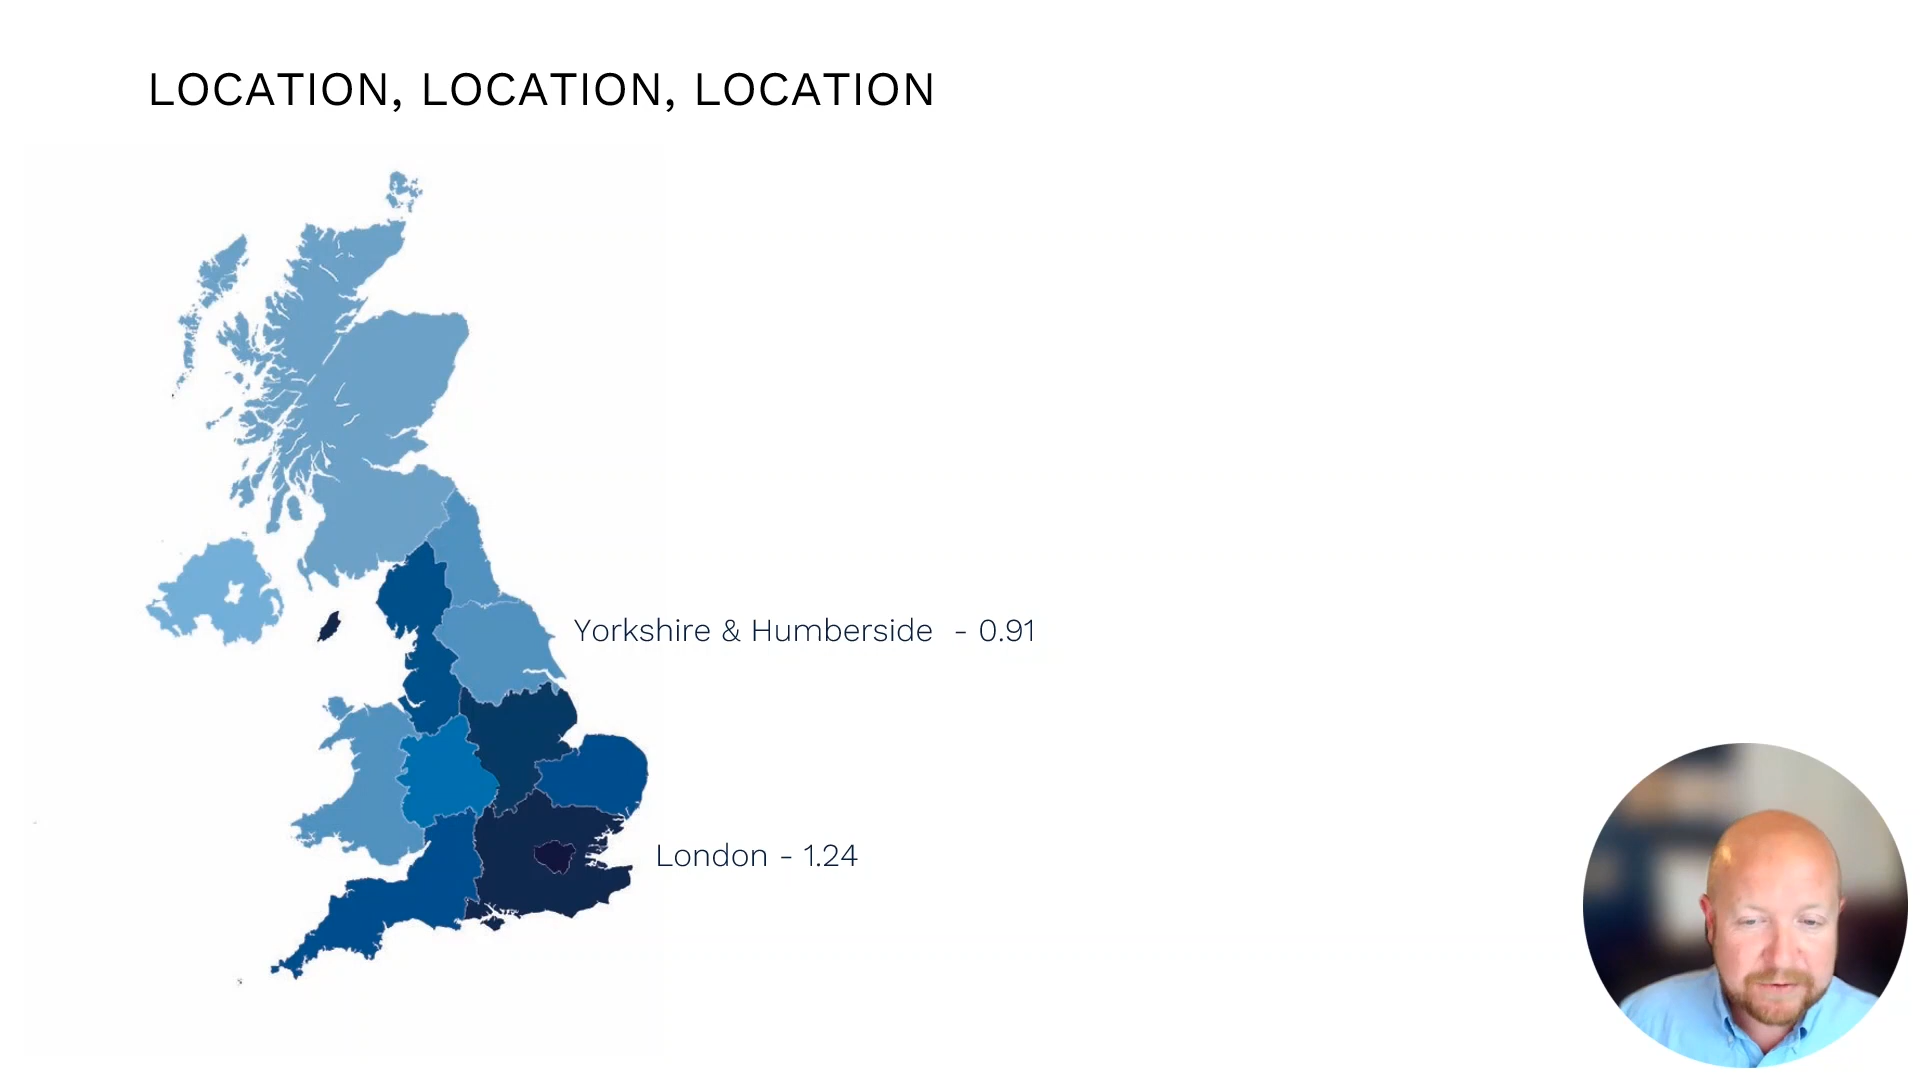 LOCATION, LOCATION, LOCATION
Yorkshire & Humberside - 0.91
London - 1.24